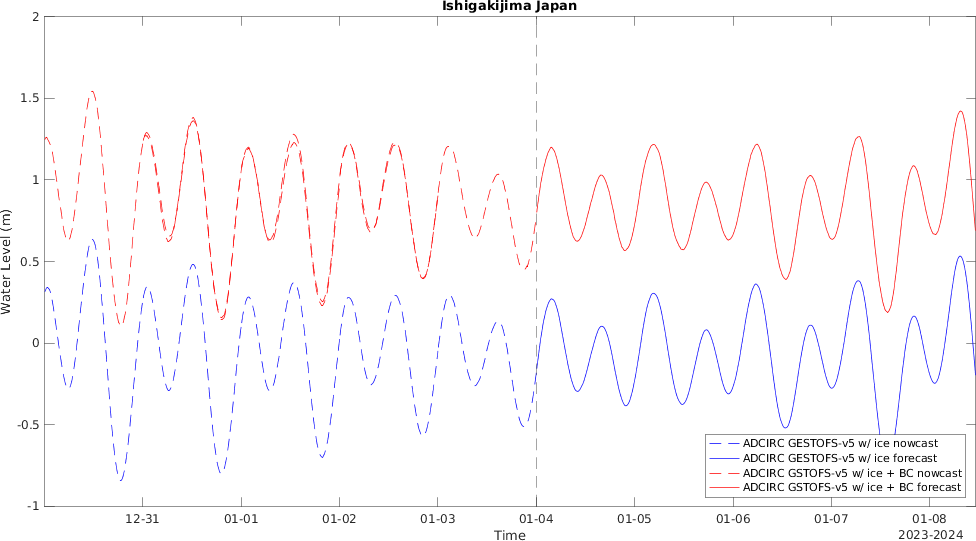 Ishigakijima Japan
Water Level (m)
2
1.5
1
0.5
0
-0.5
-1
12-31
01-01
01-02
01-03
01-04
01-05
01-06
01-07
01-08
Time
2023-2024
ADCIRC GESTOFS-v5 w/ ice nowcast
ADCIRC GESTOFS-v5 w/ ice forecast
ADCIRC GSTOFS-v5 w/ ice + BC nowcast
ADCIRC GSTOFS-v5 w/ ice + BC forecast